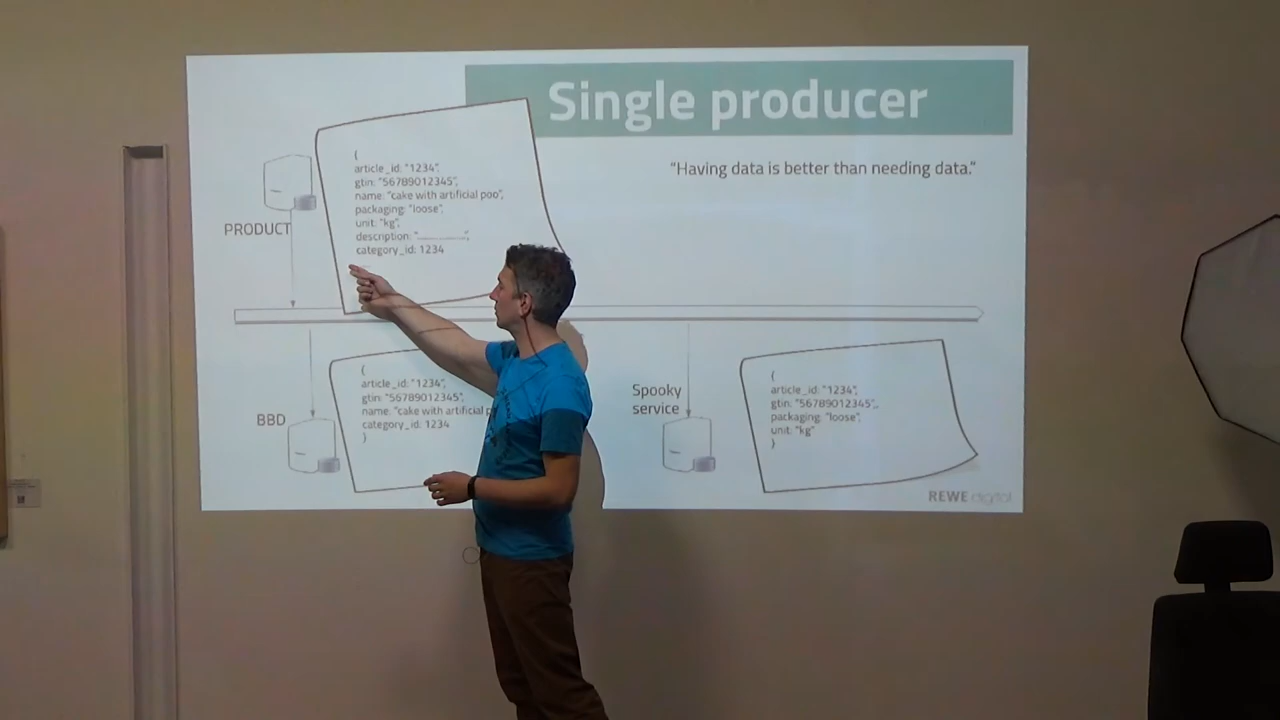 Single producer
"Having data is better than needing data."
{
article_id: "1234",
gtin: "56789012345",
name: "cake with artificial poo",
packaging: "loose",
unit: "kg",
description: "
category_id: 1234
PRODUCT
BBD
{
article_id: "1234",
gtin: "56789012345",
name: "cake with artificial
category_id: 1234
}
Spooky
service
{
article_id: "1234",
gtin: "56789012345",
packaging: "loose",
unit: "kg"
}
REWE digital